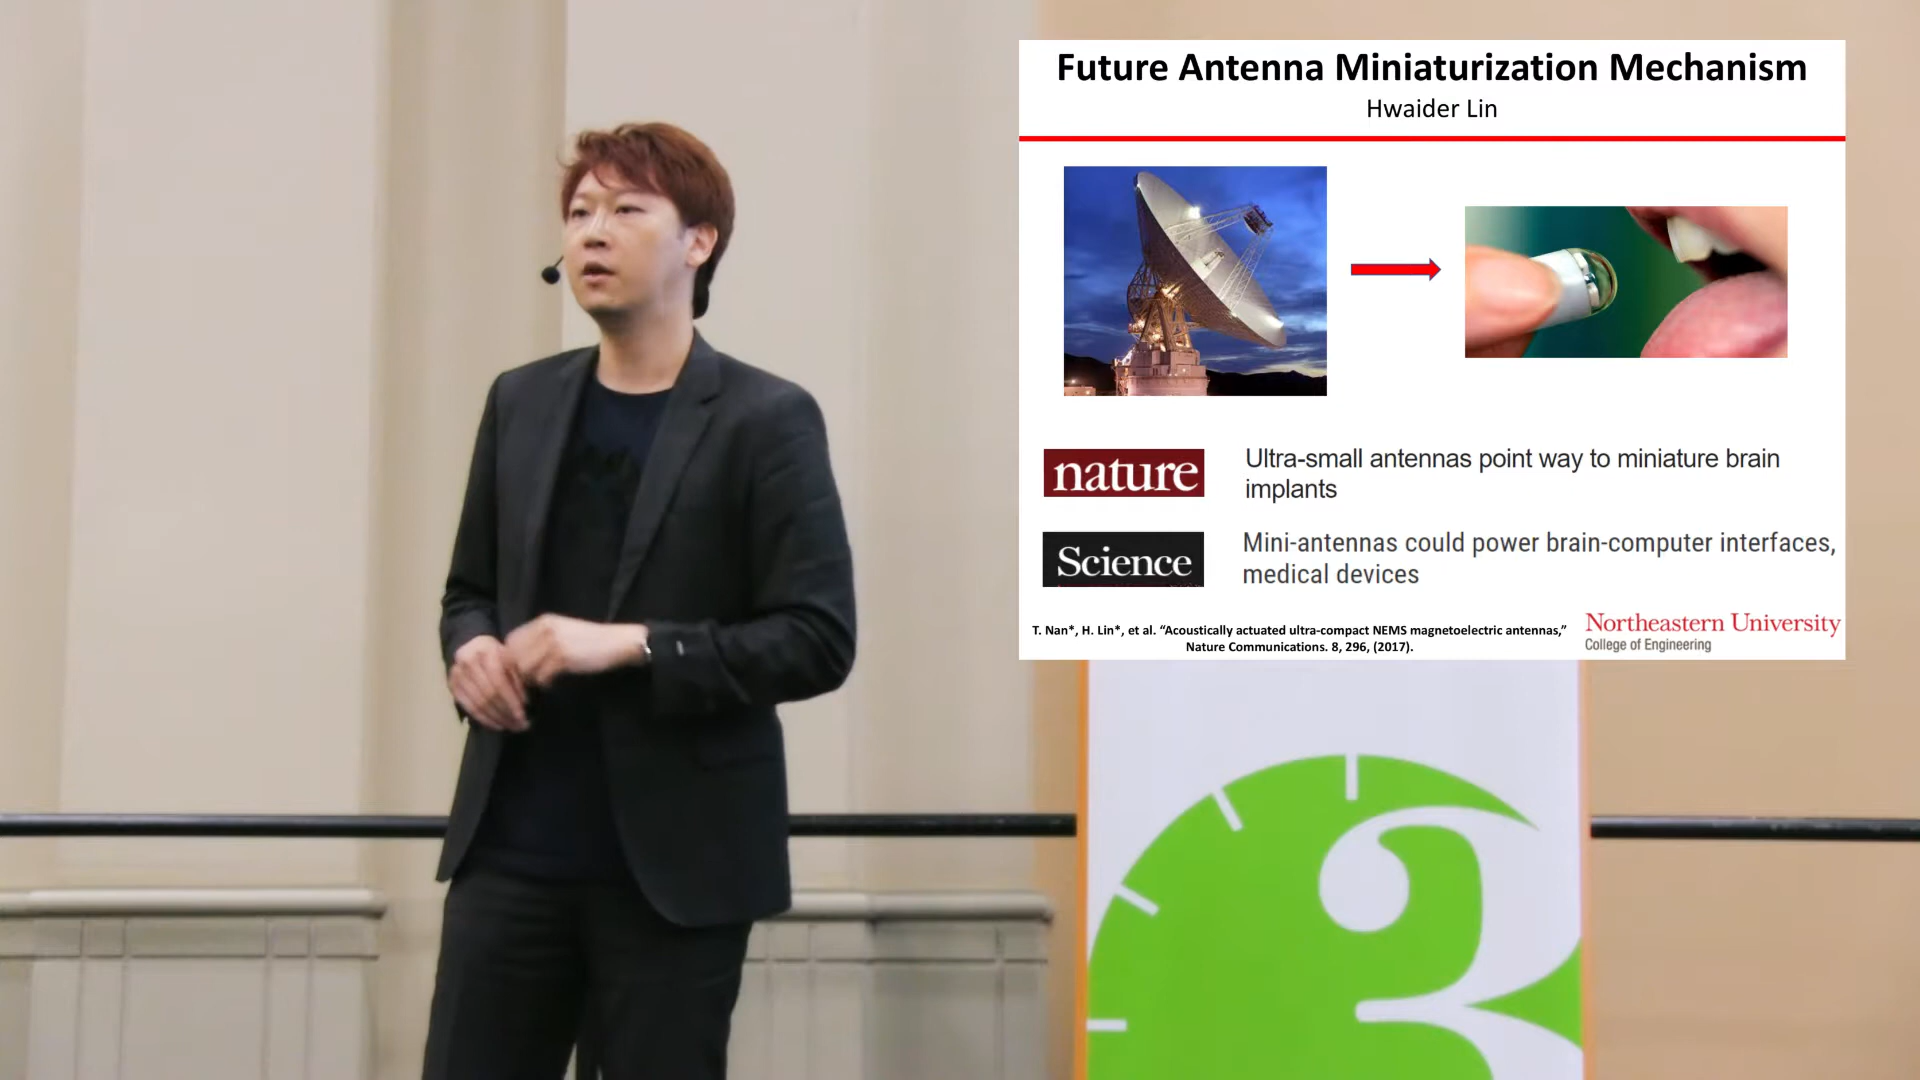 Future Antenna Miniaturization Mechanism
Hwaider Lin
nature
Ultra-small antennas point way to miniature brain
implants
Science
Mini-antennas could power brain-computer interfaces,
medical devices
T. Nan*, H. Lin*, et al. “Acoustically actuated ultra-compact NEMS magnetoelectric antennas,”
Nature Communications. 8, 296, (2017).
Northeastern University
College of Engineering
3